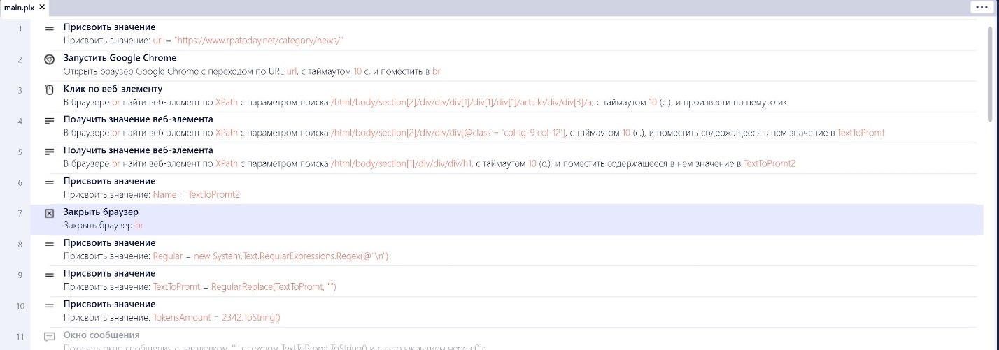 main.pix ✕
1 Присвоить значение
Присвоить значение: url = "https://www.rpatoday.net/category/news/"
2 Запустить Google Chrome
Открыть браузер Google Chrome с переходом по URL url, с таймаутом 10 с, и поместить в br
3 Клик по веб-элементу
В браузере br найти веб-элемент по XPath с параметром поиска /html/body/section[2]/div/div/div[1]/div[1]/div[1]/article/div/div[3]/a, с таймаутом 10 (с.), и произвести по нему клик
4 Получить значение веб-элемента
В браузере br найти веб-элемент по XPath с параметром поиска /html/body/section[2]/div/div/div[@class = 'col-lg-9 col-12'], с таймаутом 10 (с.), и поместить содержащееся в нем значение в TextToPromt
5 Получить значение веб-элемента
В браузере br найти веб-элемент по XPath с параметром поиска /html/body/section[1]/div/div/div/h1, с таймаутом 10 (с.), и поместить содержащееся в нем значение в TextToPromt2
6 Присвоить значение
Присвоить значение: Name = TextToPromt2
7 Закрыть браузер
Закрыть браузер br
8 Присвоить значение
Присвоить значение: Regular = new System.Text.RegularExpressions.Regex(@"\n")
9 Присвоить значение
Присвоить значение: TextToPromt = Regular.Replace(TextToPromt, "")
10 Присвоить значение
Присвоить значение: TokensAmount = 2342.ToString()
11 Окно сообщения
Показать окно сообщения с заголовком "", с текстом TextToPromt.ToString() и с автозакрытием через 0 с